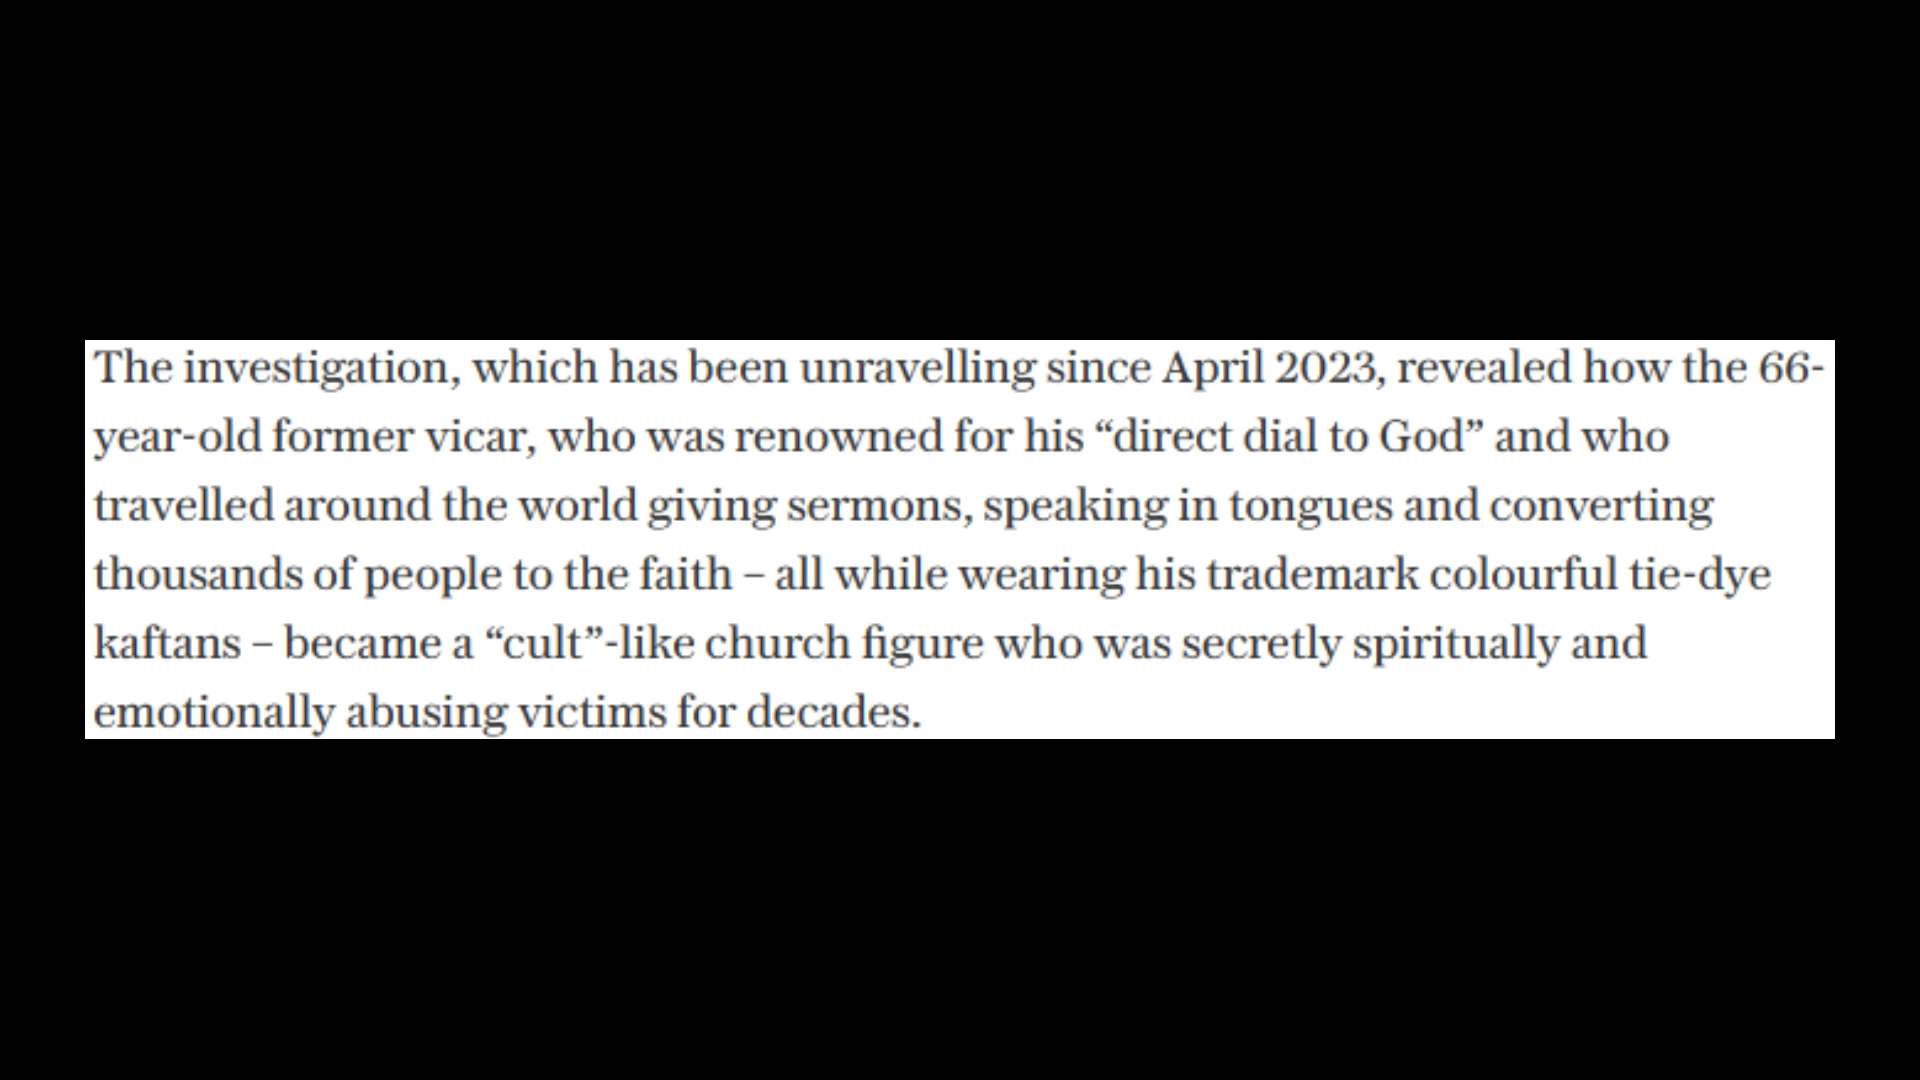 The investigation, which has been unravelling since April 2023, revealed how the 66-
year-old former vicar, who was renowned for his “direct dial to God” and who
travelled around the world giving sermons, speaking in tongues and converting
thousands of people to the faith – all while wearing his trademark colourful tie-dye
kaftans – became a “cult”-like church figure who was secretly spiritually and
emotionally abusing victims for decades.